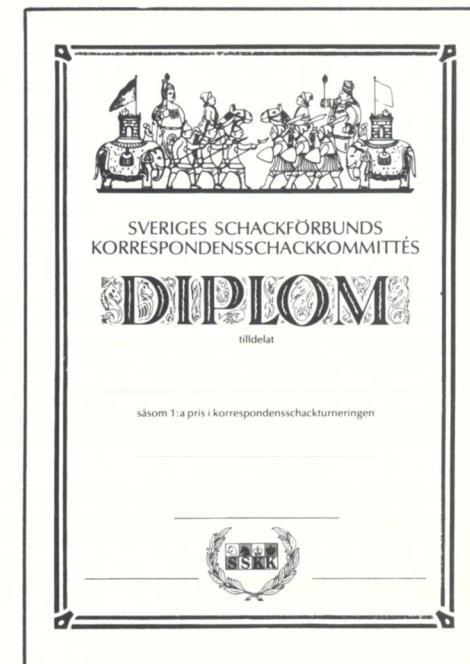 SVERIGES SCHACKFÖRBUNDS
KORRESPONDENSSCHACKKOMMITTÉS
DIPLOM
tilldelat
såsom 1:a pris i korrespondensschackturneringen
SSKK